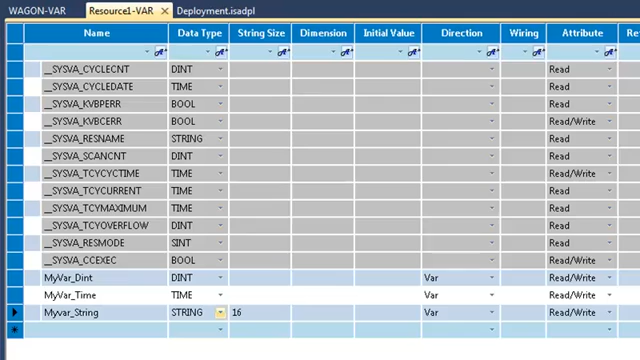 WAGON-VAR Resource1-VAR Deployment.isadpl
Name Data Type String Size Dimension Initial Value Direction Wiring Attribute Ret
__SYSVA_CYCLECNT DINT Read
__SYSVA_CYCLEDATE TIME Read
__SYSVA_KVBPERR BOOL Read
__SYSVA_KVBCERR BOOL Read/Write
__SYSVA_RESNAME STRING Read
__SYSVA_SCANCNT DINT Read
__SYSVA_TCYCYCTIME TIME Read/Write
__SYSVA_TCYCURRENT TIME Read
__SYSVA_TCYMAXIMUM TIME Read
__SYSVA_TCYOVERFLOW DINT Read
__SYSVA_RESMODE SINT Read
__SYSVA_CCEXEC BOOL Read/Write
MyVar_Dint DINT Var Read/Write
MyVar_Time TIME Var Read/Write
Myvar_String STRING 16 Var Read/Write